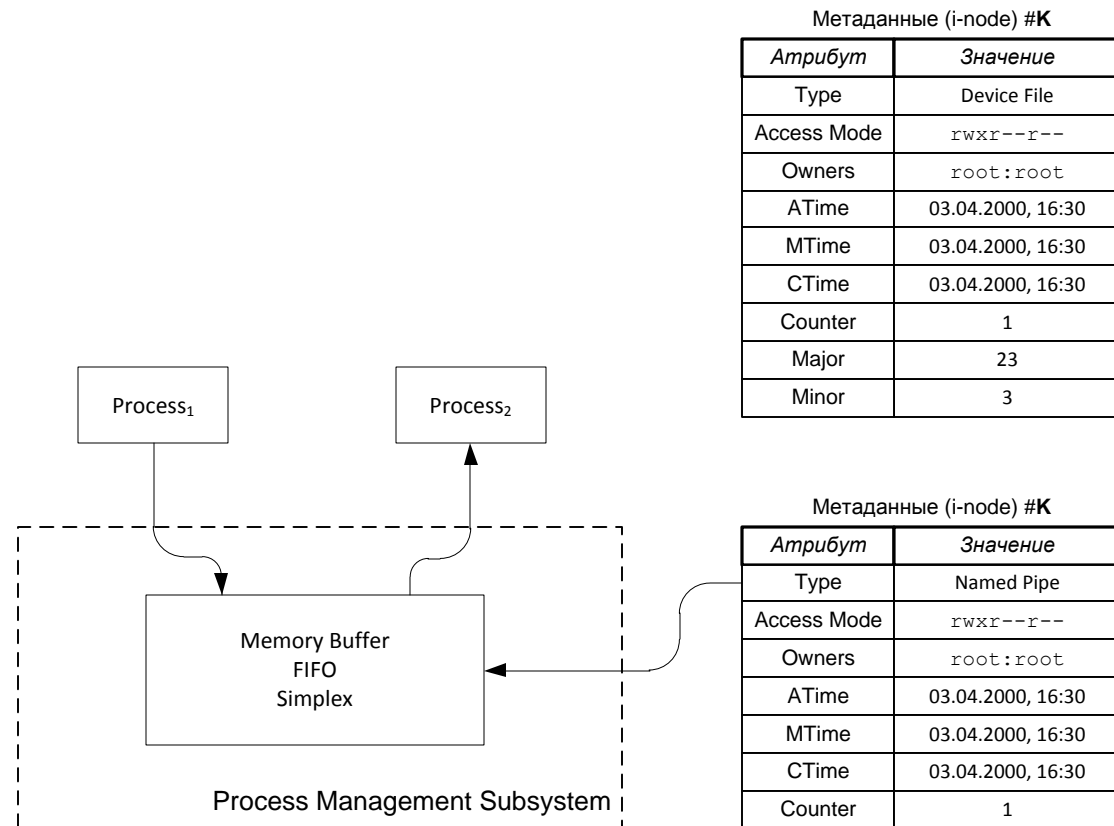 Метаданные (i-node) #K
Атрибут Значение
Type Device File
Access Mode rwxr--r--
Owners root:root
ATime 03.04.2000, 16:30
MTime 03.04.2000, 16:30
CTime 03.04.2000, 16:30
Counter 1
Major 23
Minor 3
Process₁
Process₂
Memory Buffer
FIFO
Simplex
Process Management Subsystem
Метаданные (i-node) #K
Атрибут Значение
Type Named Pipe
Access Mode rwxr--r--
Owners root:root
ATime 03.04.2000, 16:30
MTime 03.04.2000, 16:30
CTime 03.04.2000, 16:30
Counter 1